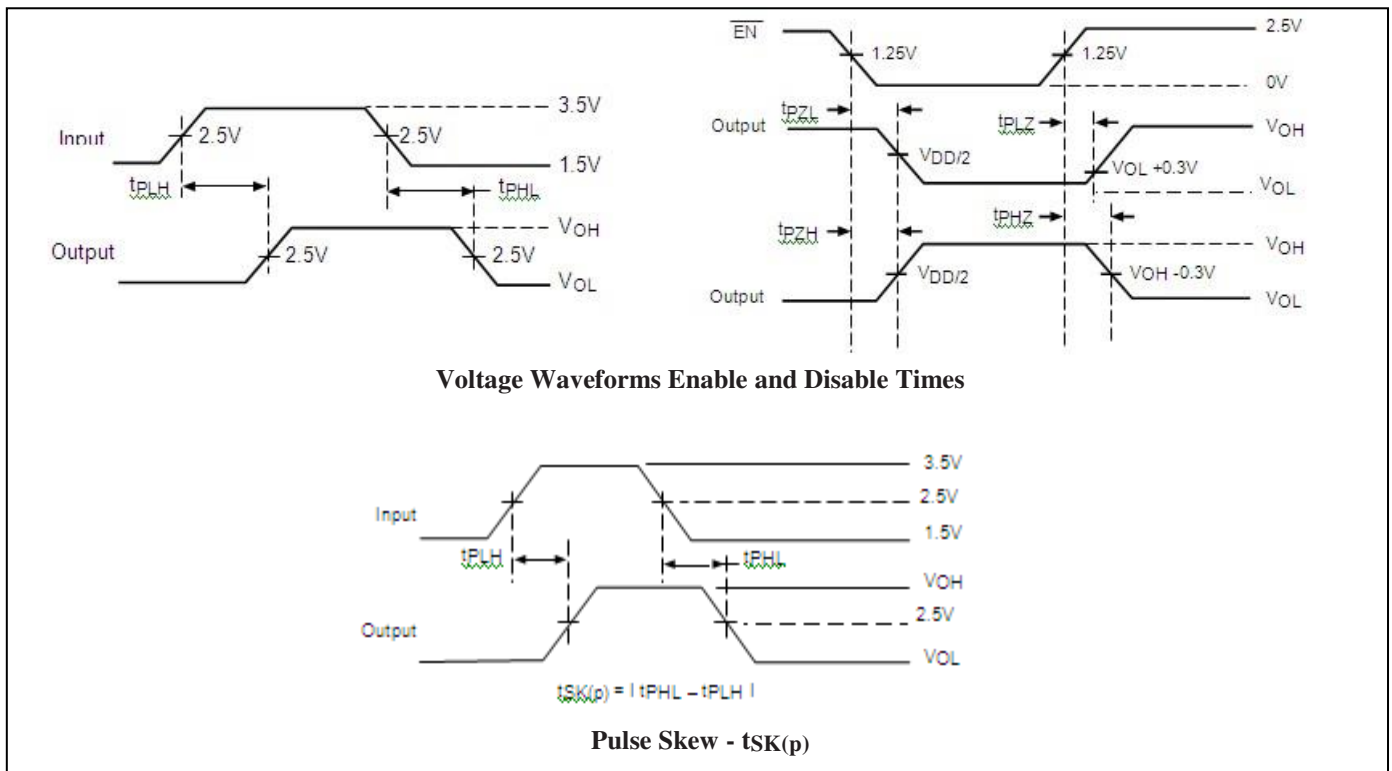 Input
2.5V
2.5V
3.5V
1.5V
tPLH
tPHL
Output
2.5V
2.5V
VOH
VOL
EN
1.25V
1.25V
2.5V
0V
tPZL
tPLZ
Output
VDD/2
VOL +0.3V
VOH
VOL
tPZH
tPHZ
Output
VDD/2
VOH -0.3V
VOH
VOL
Voltage Waveforms Enable and Disable Times
Input
3.5V
2.5V
1.5V
tPLH
tPHL
Output
VOH
2.5V
VOL
tSK(p) = I tPHL – tPLH I
Pulse Skew - tSK(p)